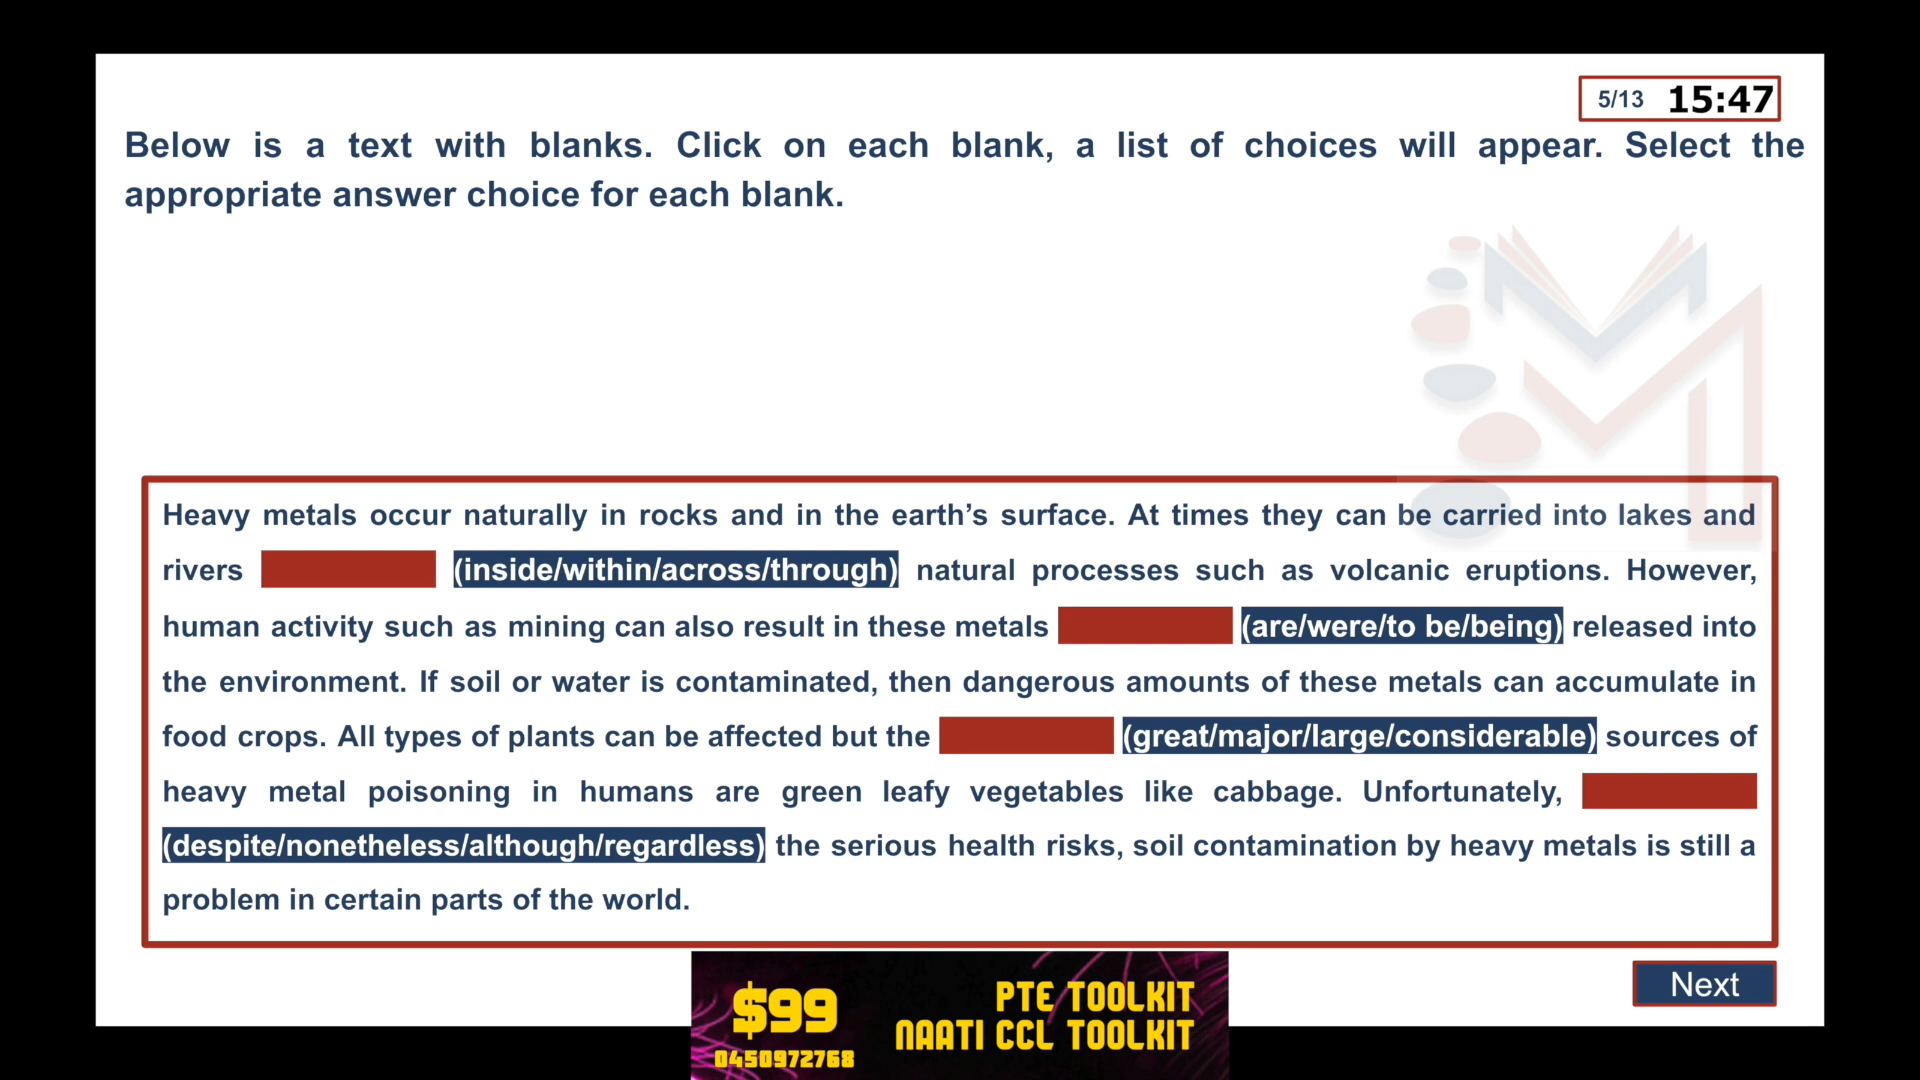 5/13 15:47
Below is a text with blanks. Click on each blank, a list of choices will appear. Select the
appropriate answer choice for each blank.
Heavy metals occur naturally in rocks and in the earth’s surface. At times they can be carried into lakes and
rivers (inside/within/across/through) natural processes such as volcanic eruptions. However,
human activity such as mining can also result in these metals (are/were/to be/being) released into
the environment. If soil or water is contaminated, then dangerous amounts of these metals can accumulate in
food crops. All types of plants can be affected but the (great/major/large/considerable) sources of
heavy metal poisoning in humans are green leafy vegetables like cabbage. Unfortunately,
(despite/nonetheless/although/regardless) the serious health risks, soil contamination by heavy metals is still a
problem in certain parts of the world.
Next
$99
0450972768
PTE TOOLKIT
NAATI CCL TOOLKIT